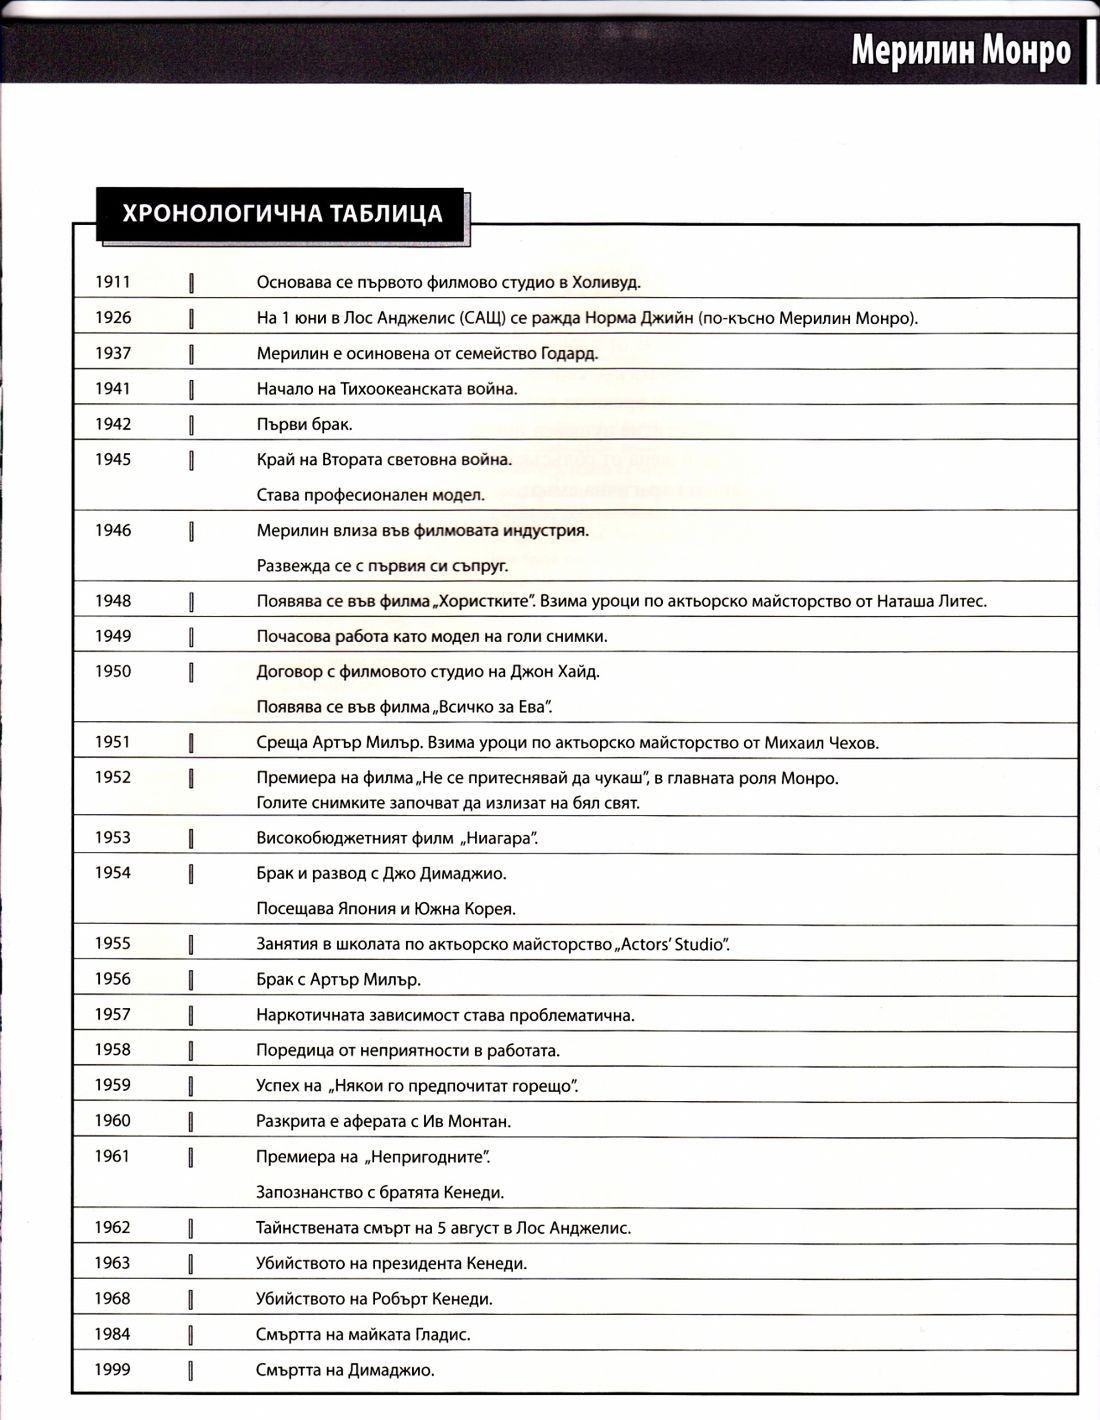 Мерилин Монро
ХРОНОЛОГИЧНА ТАБЛИЦА
1911 Основава се първото филмово студио в Холивуд.
1926 На 1 юни в Лос Анджелис (САЩ) се ражда Норма Джийн (по-късно Мерилин Монро).
1937 Мерилин е осиновена от семейство Годард.
1941 Начало на Тихоокеанската война.
1942 Първи брак.
1945 Край на Втората световна война.
Става професионален модел.
1946 Мерилин влиза във филмовата индустрия.
Развежда се с първия си съпруг.
1948 Появява се във филма „Хористките”. Взима уроци по актьорско майсторство от Наташа Литес.
1949 Почасова работа като модел на голи снимки.
1950 Договор с филмовото студио на Джон Хайд.
Появява се във филма „Всичко за Ева”.
1951 Среща Артър Милър. Взима уроци по актьорско майсторство от Михаил Чехов.
1952 Премиера на филма „Не се притеснявай да чукаш”, в главната роля Монро.
Голите снимките започват да излизат на бял свят.
1953 Високобюджетният филм „Ниагара”.
1954 Брак и развод с Джо Димаджио.
Посещава Япония и Южна Корея.
1955 Занятия в школата по актьорско майсторство „Actors’ Studio”.
1956 Брак с Артър Милър.
1957 Наркотичната зависимост става проблематична.
1958 Поредица от неприятности в работата.
1959 Успех на „Някои го предпочитат горещо”.
1960 Разкрита е аферата с Ив Монтан.
1961 Премиера на „Непригодните”.
Запознанство с братята Кенеди.
1962 Тайнствената смърт на 5 август в Лос Анджелис.
1963 Убийството на президента Кенеди.
1968 Убийството на Робърт Кенеди.
1984 Смъртта на майката Гладис.
1999 Смъртта на Димаджио.